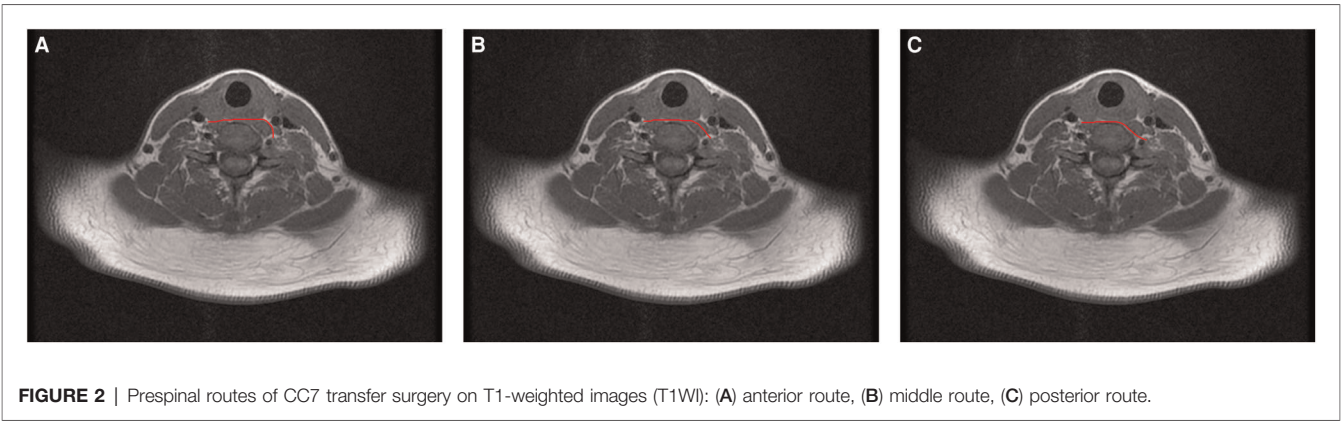 A
B
C
FIGURE 2 | Prespinal routes of CC7 transfer surgery on T1-weighted images (T1WI): (A) anterior route, (B) middle route, (C) posterior route.